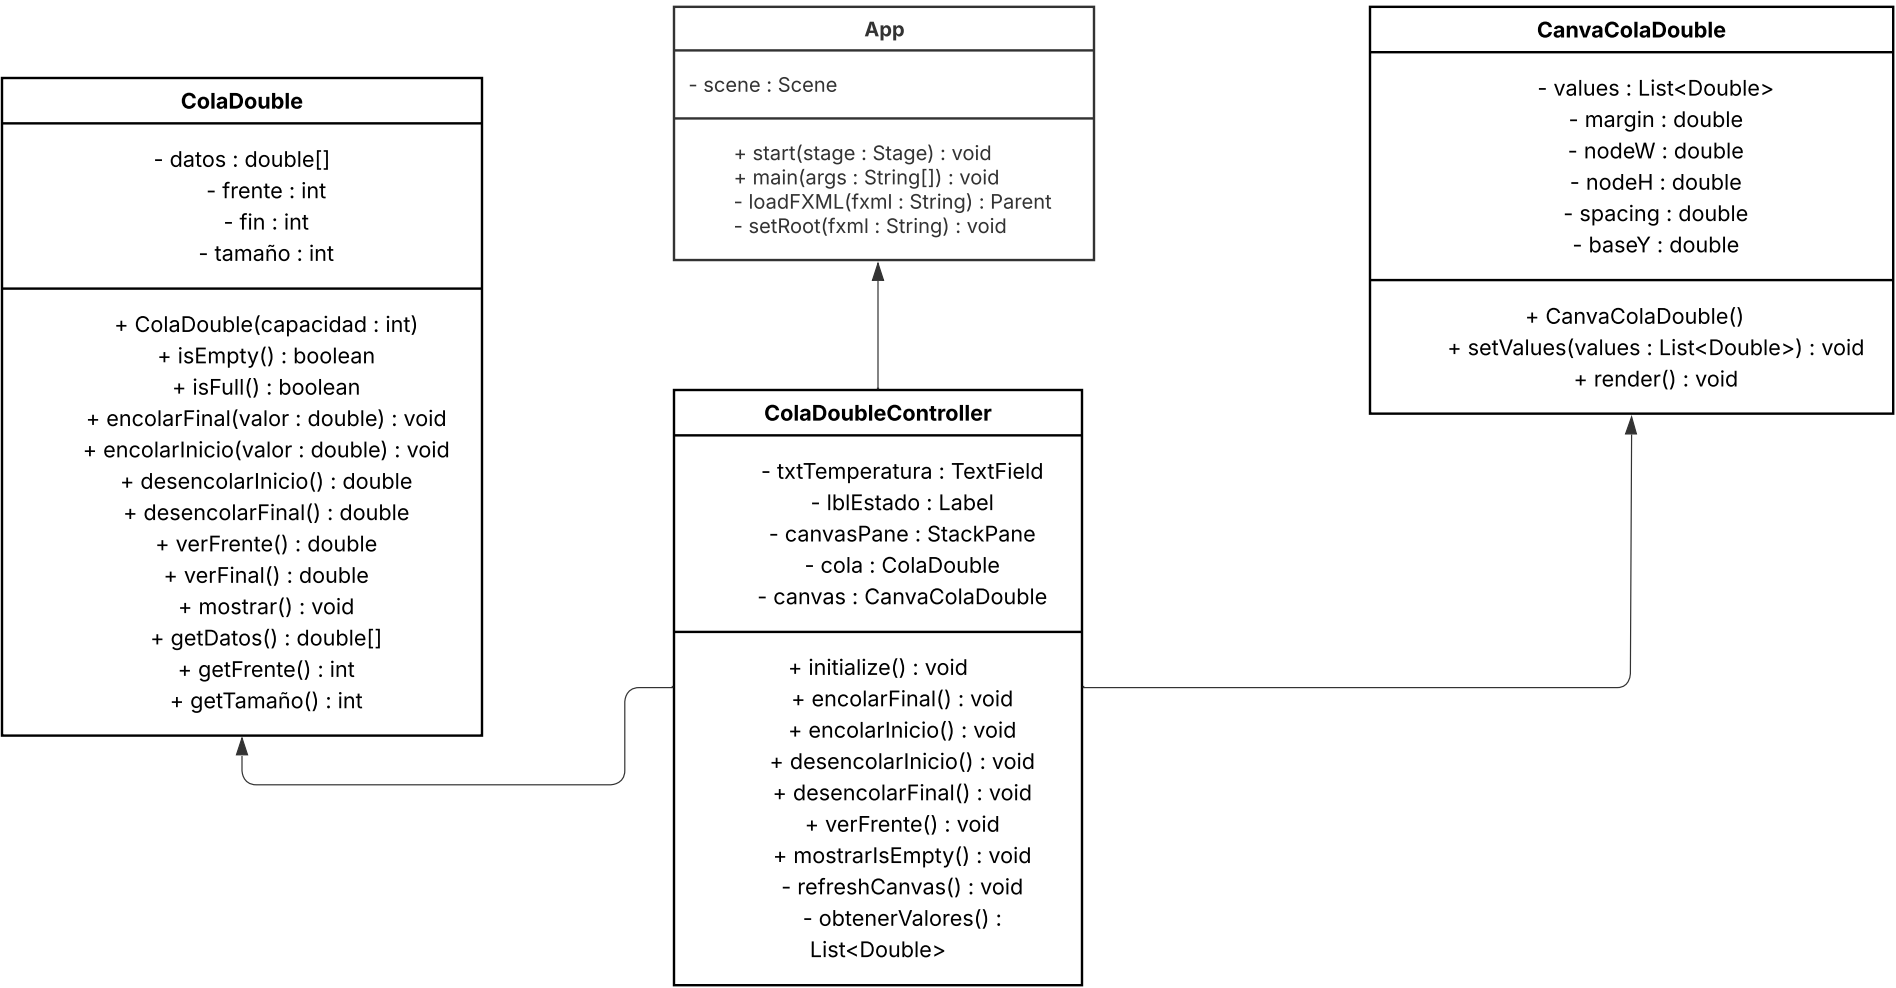 ColaDouble
- datos : double[]
- frente : int
- fin : int
- tamaño : int
+ ColaDouble(capacidad : int)
+ isEmpty() : boolean
+ isFull() : boolean
+ encolarFinal(valor : double) : void
+ encolarInicio(valor : double) : void
+ desencolarInicio() : double
+ desencolarFinal() : double
+ verFrente() : double
+ verFinal() : double
+ mostrar() : void
+ getDatos() : double[]
+ getFrente() : int
+ getTamaño() : int
App
- scene : Scene
+ start(stage : Stage) : void
+ main(args : String[]) : void
- loadFXML(fxml : String) : Parent
- setRoot(fxml : String) : void
ColaDoubleController
- txtTemperatura : TextField
- lblEstado : Label
- canvasPane : StackPane
- cola : ColaDouble
- canvas : CanvaColaDouble
+ initialize() : void
+ encolarFinal() : void
+ encolarInicio() : void
+ desencolarInicio() : void
+ desencolarFinal() : void
+ verFrente() : void
+ mostrarIsEmpty() : void
- refreshCanvas() : void
- obtenerValores() :
List<Double>
CanvaColaDouble
- values : List<Double>
- margin : double
- nodeW : double
- nodeH : double
- spacing : double
- baseY : double
+ CanvaColaDouble()
+ setValues(values : List<Double>) : void
+ render() : void